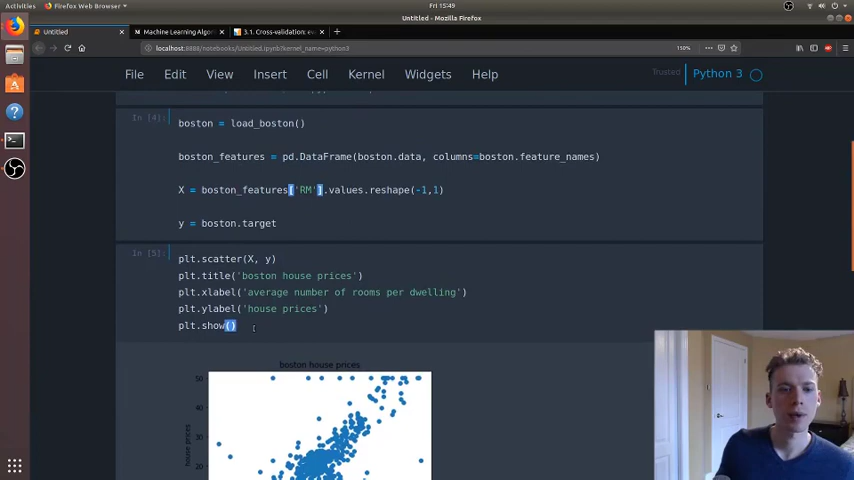 Activities
Firefox Web Browser
Fri 15:49
Untitled - Mozilla Firefox
Untitled
Machine Learning Algor
3.1. Cross-validation: ev
localhost:8888/notebooks/Untitled.ipynb?kernel_name=python3
150%
File Edit View Insert Cell Kernel Widgets Help
Trusted
Python 3
In [4]:
boston = load_boston()
boston_features = pd.DataFrame(boston.data, columns=boston.feature_names)
X = boston_features['RM'].values.reshape(-1,1)
y = boston.target
In [5]:
plt.scatter(X, y)
plt.title('boston house prices')
plt.xlabel('average number of rooms per dwelling')
plt.ylabel('house prices')
plt.show()
boston house prices
50
40
30
20
house prices